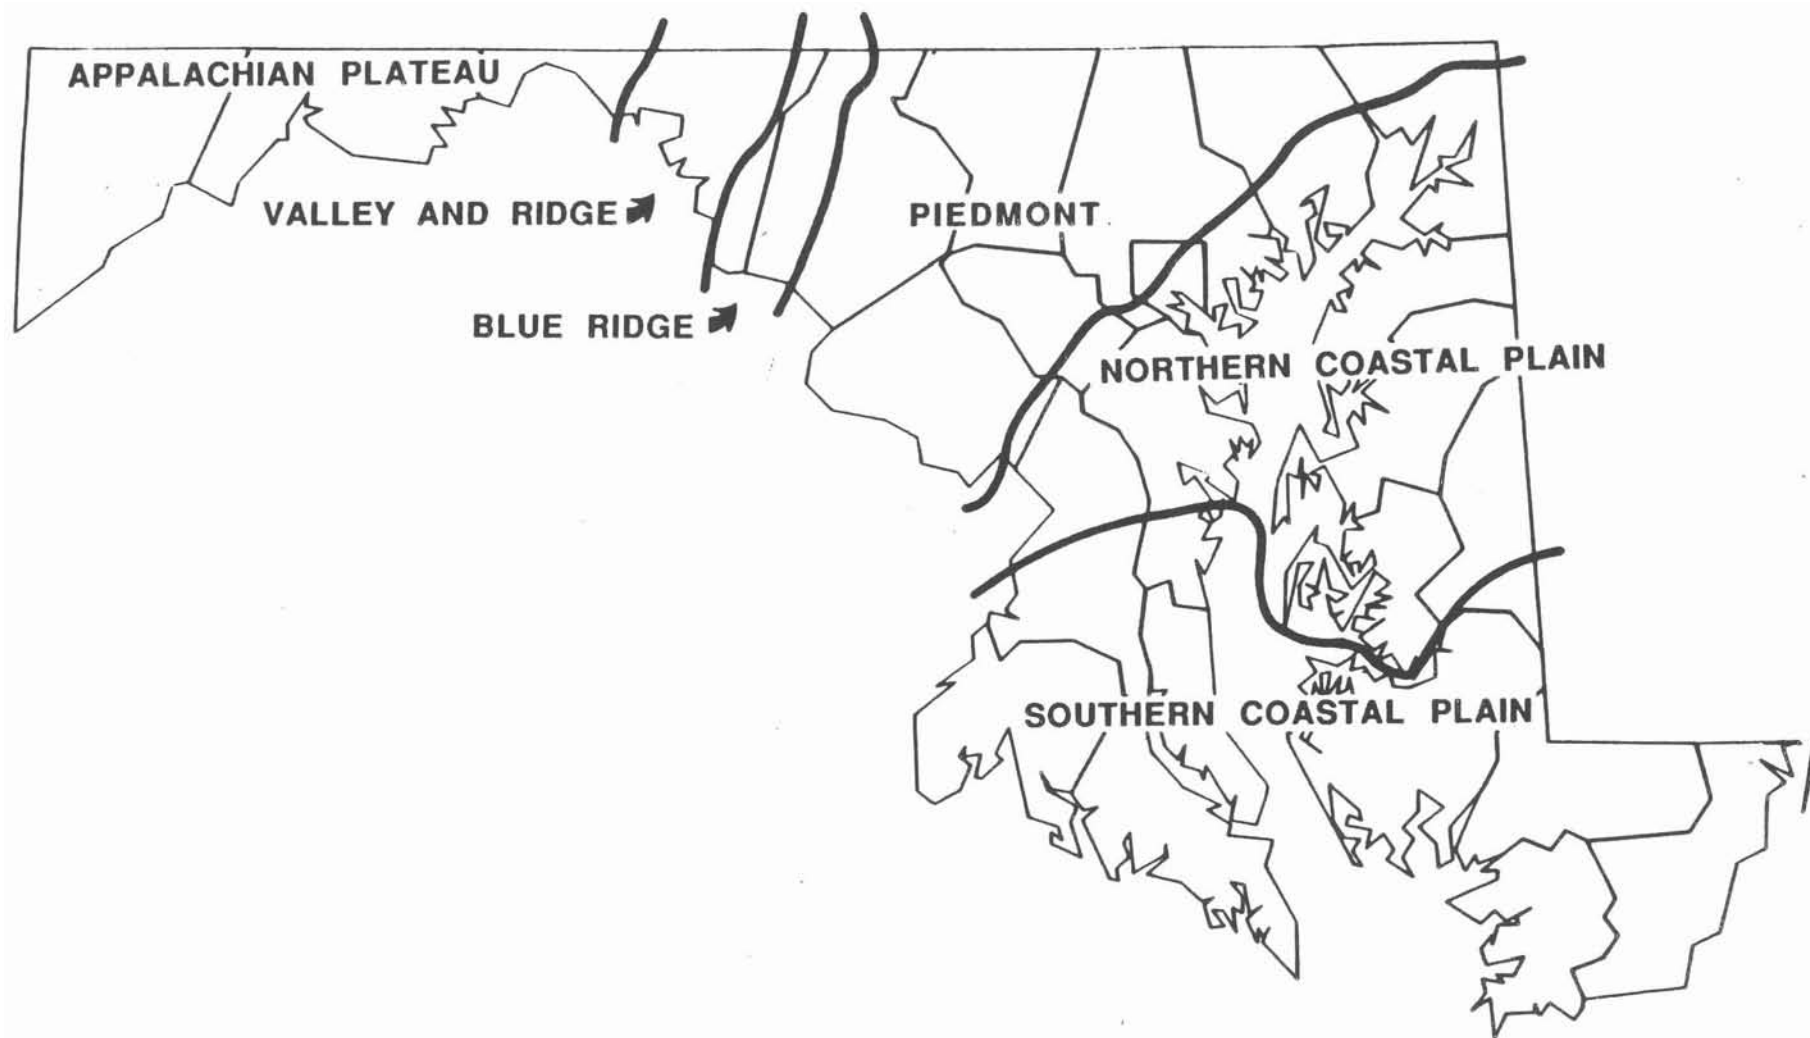 APPALACHIAN PLATEAU
VALLEY AND RIDGE
PIEDMONT
BLUE RIDGE
NORTHERN COASTAL PLAIN
SOUTHERN COASTAL PLAIN